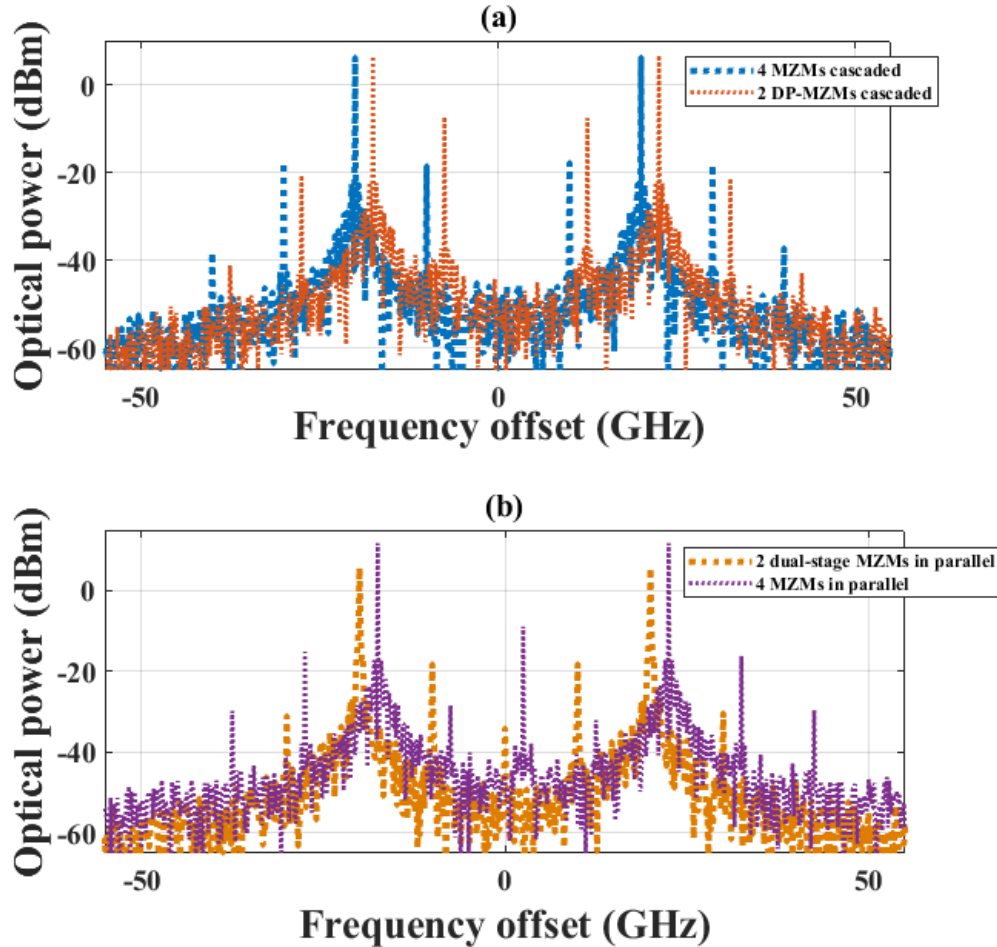 (a)
Optical power (dBm)
0
-20
-40
-60
4 MZMs cascaded
2 DP-MZMs cascaded
-50
0
50
Frequency offset (GHz)
(b)
Optical power (dBm)
0
-20
-40
-60
2 dual-stage MZMs in parallel
4 MZMs in parallel
-50
0
50
Frequency offset (GHz)